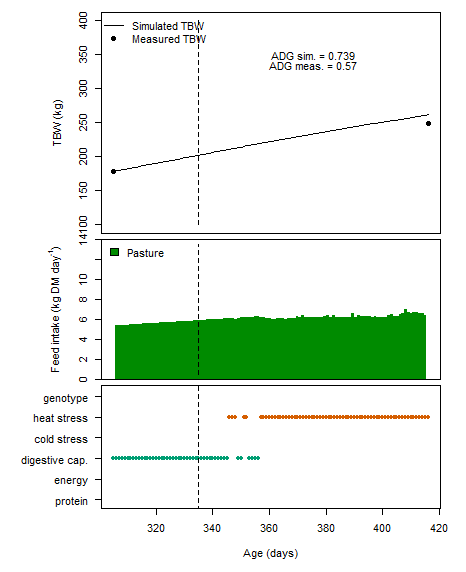 Simulated TBW
Measured TBW
ADG sim. = 0.739
ADG meas. = 0.57
TBW (kg)
400
350
300
250
200
150
100
Pasture
Feed intake (kg DM day⁻¹)
14
10
8
6
4
2
0
genotype
heat stress
cold stress
digestive cap.
energy
protein
320 340 360 380 400 420
Age (days)